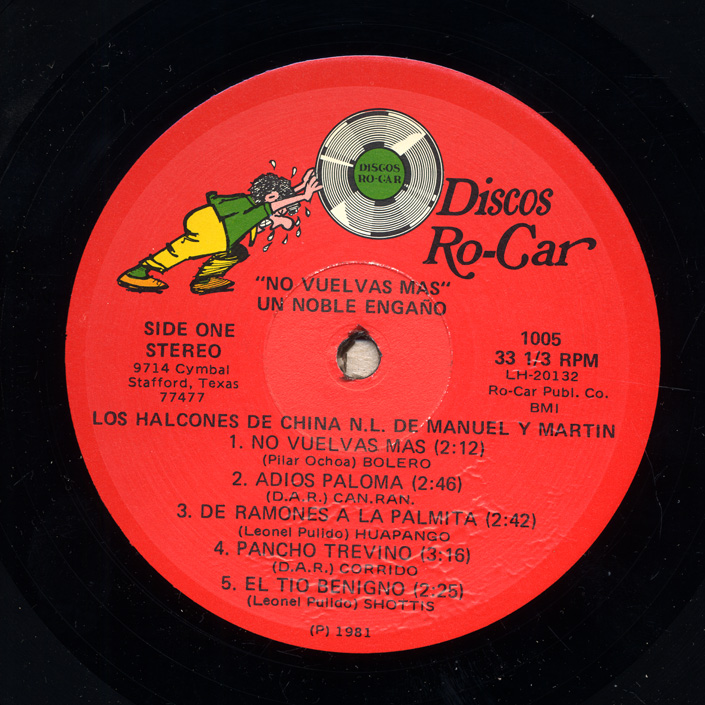 DISCOS
RO-CAR
Discos
Ro-Car
"NO VUELVAS MAS"
UN NOBLE ENGAÑO
SIDE ONE
STEREO
9714 Cymbal
Stafford, Texas
77477
1005
33 1/3 RPM
LH-20132
Ro-Car Publ. Co.
BMI
LOS HALCONES DE CHINA N.L. DE MANUEL Y MARTIN
1. NO VUELVAS MAS (2:12)
(Pilar Ochoa) BOLERO
2. ADIOS PALOMA (2:46)
(D.A.R.) CAN.RAN.
3. DE RAMONES A LA PALMITA (2:42)
(Leonel Pulido) HUAPANGO
4. PANCHO TREVINO (3:16)
(D.A.R.) CORRIDO
5. EL TIO BENIGNO (2:25)
(Leonel Pulido) SHOTTIS
(P) 1981